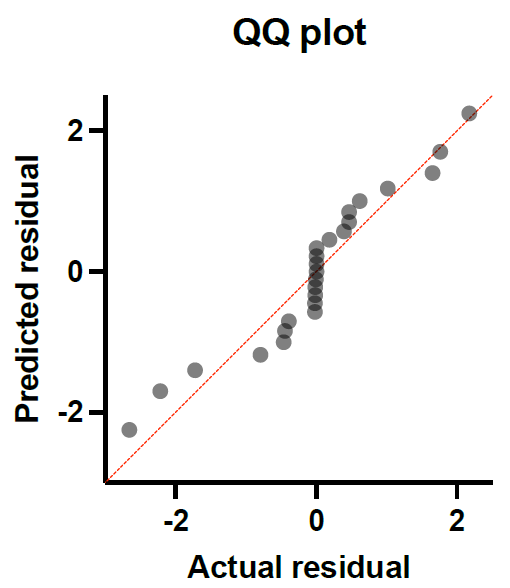 QQ plot
Predicted residual
2
0
-2
-2 0 2
Actual residual